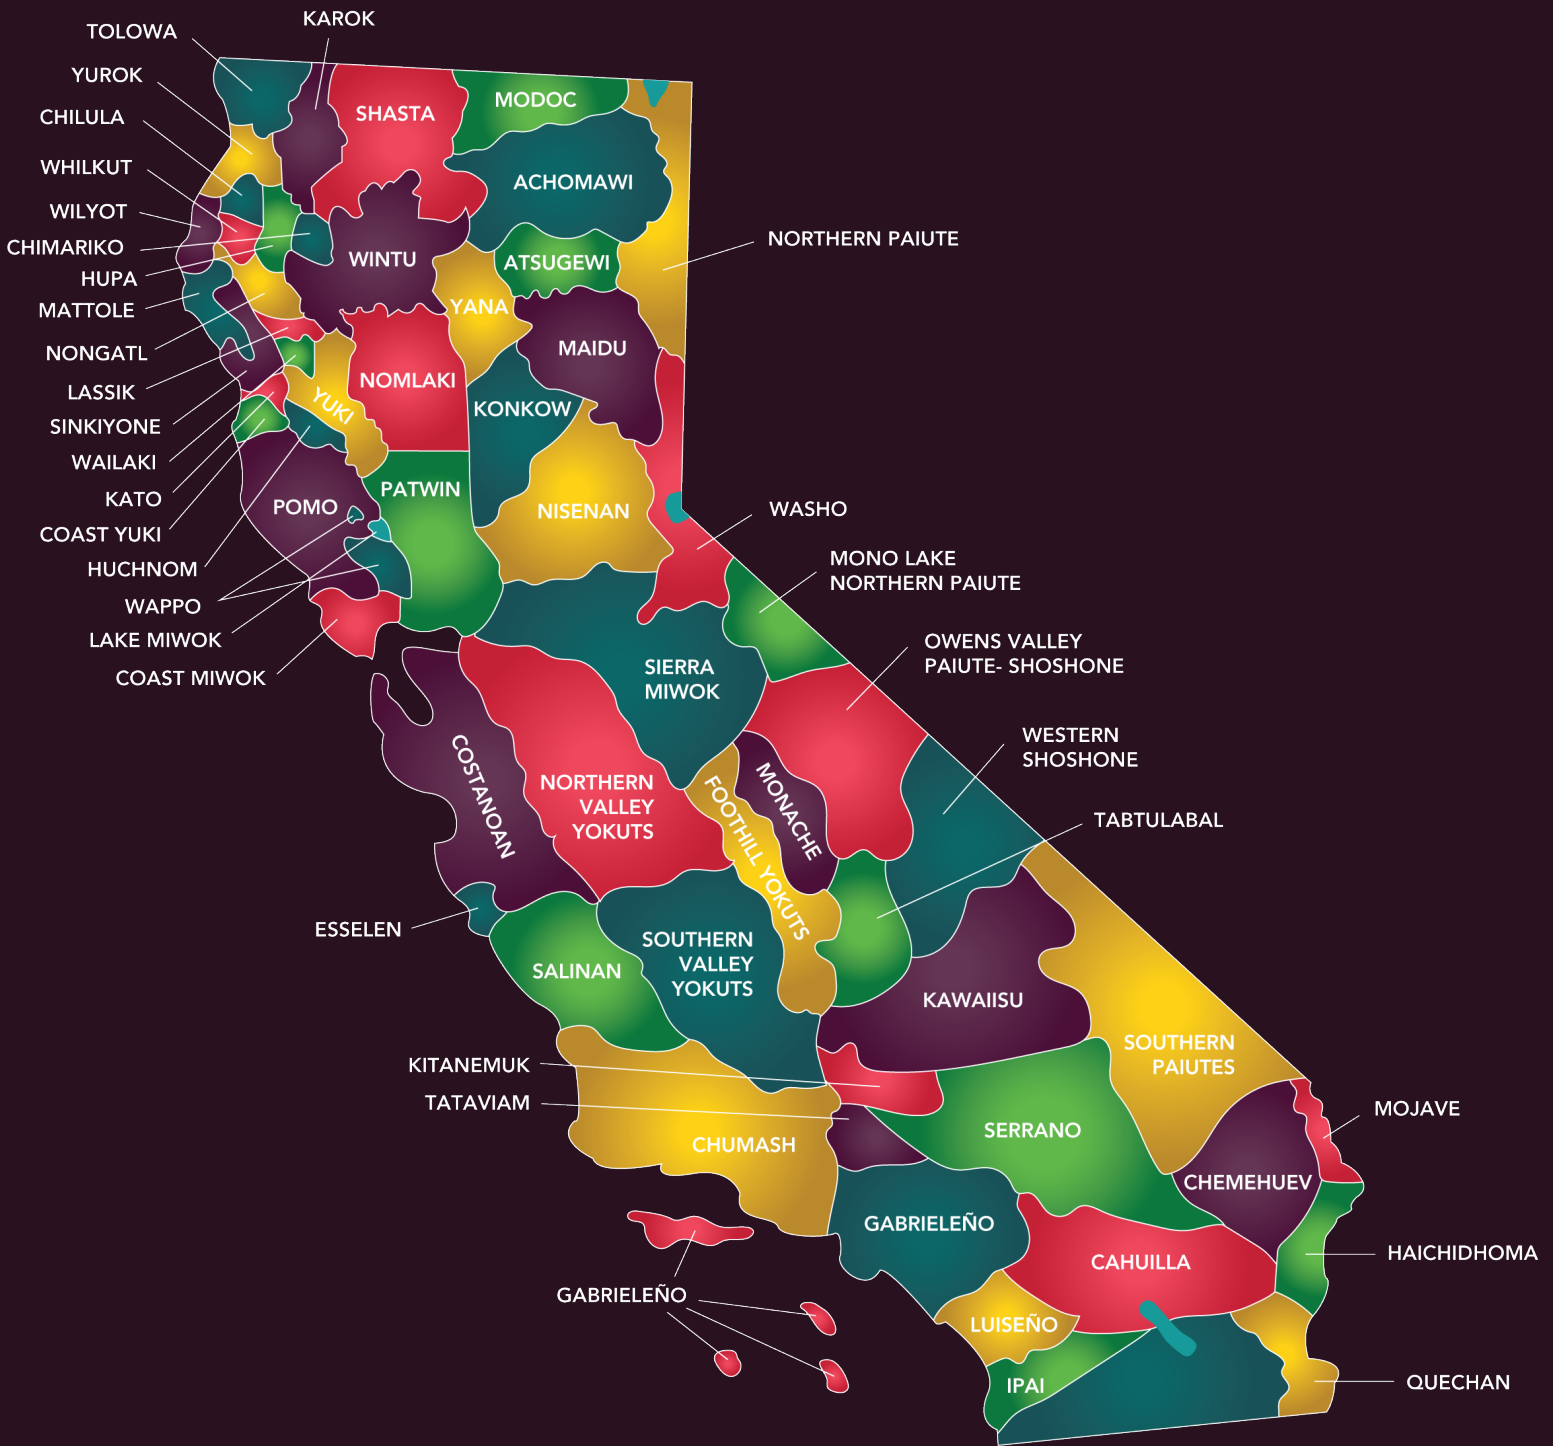 KAROK
TOLOWA
YUROK
CHILULA
WHILKUT
WILYOT
CHIMARIKO
HUPA
MATTOLE
NONGATL
LASSIK
SINKIYONE
WAILAKI
KATO
COAST YUKI
HUCHNOM
WAPPO
LAKE MIWOK
COAST MIWOK
SHASTA
MODOC
ACHOMAWI
WINTU
ATSUGEWI
NORTHERN PAIUTE
YANA
MAIDU
NOMLAKI
YUKI
KONKOW
PATWIN
POMO
NISENAN
WASHO
MONO LAKE
NORTHERN PAIUTE
OWENS VALLEY
PAIUTE- SHOSHONE
SIERRA
MIWOK
WESTERN
SHOSHONE
COSTANOAN
NORTHERN
VALLEY
YOKUTS
FOOTHILL YOKUTS
MONACHE
TABTULABAL
ESSELEN
SALINAN
SOUTHERN
VALLEY
YOKUTS
KAWAIISU
SOUTHERN
PAIUTES
KITANEMUK
TATAVIAM
CHUMASH
SERRANO
MOJAVE
CHEMEHUEV
GABRIELEÑO
CAHUILLA
HAICHIDHOMA
GABRIELEÑO
LUISEÑO
IPAI
QUECHAN